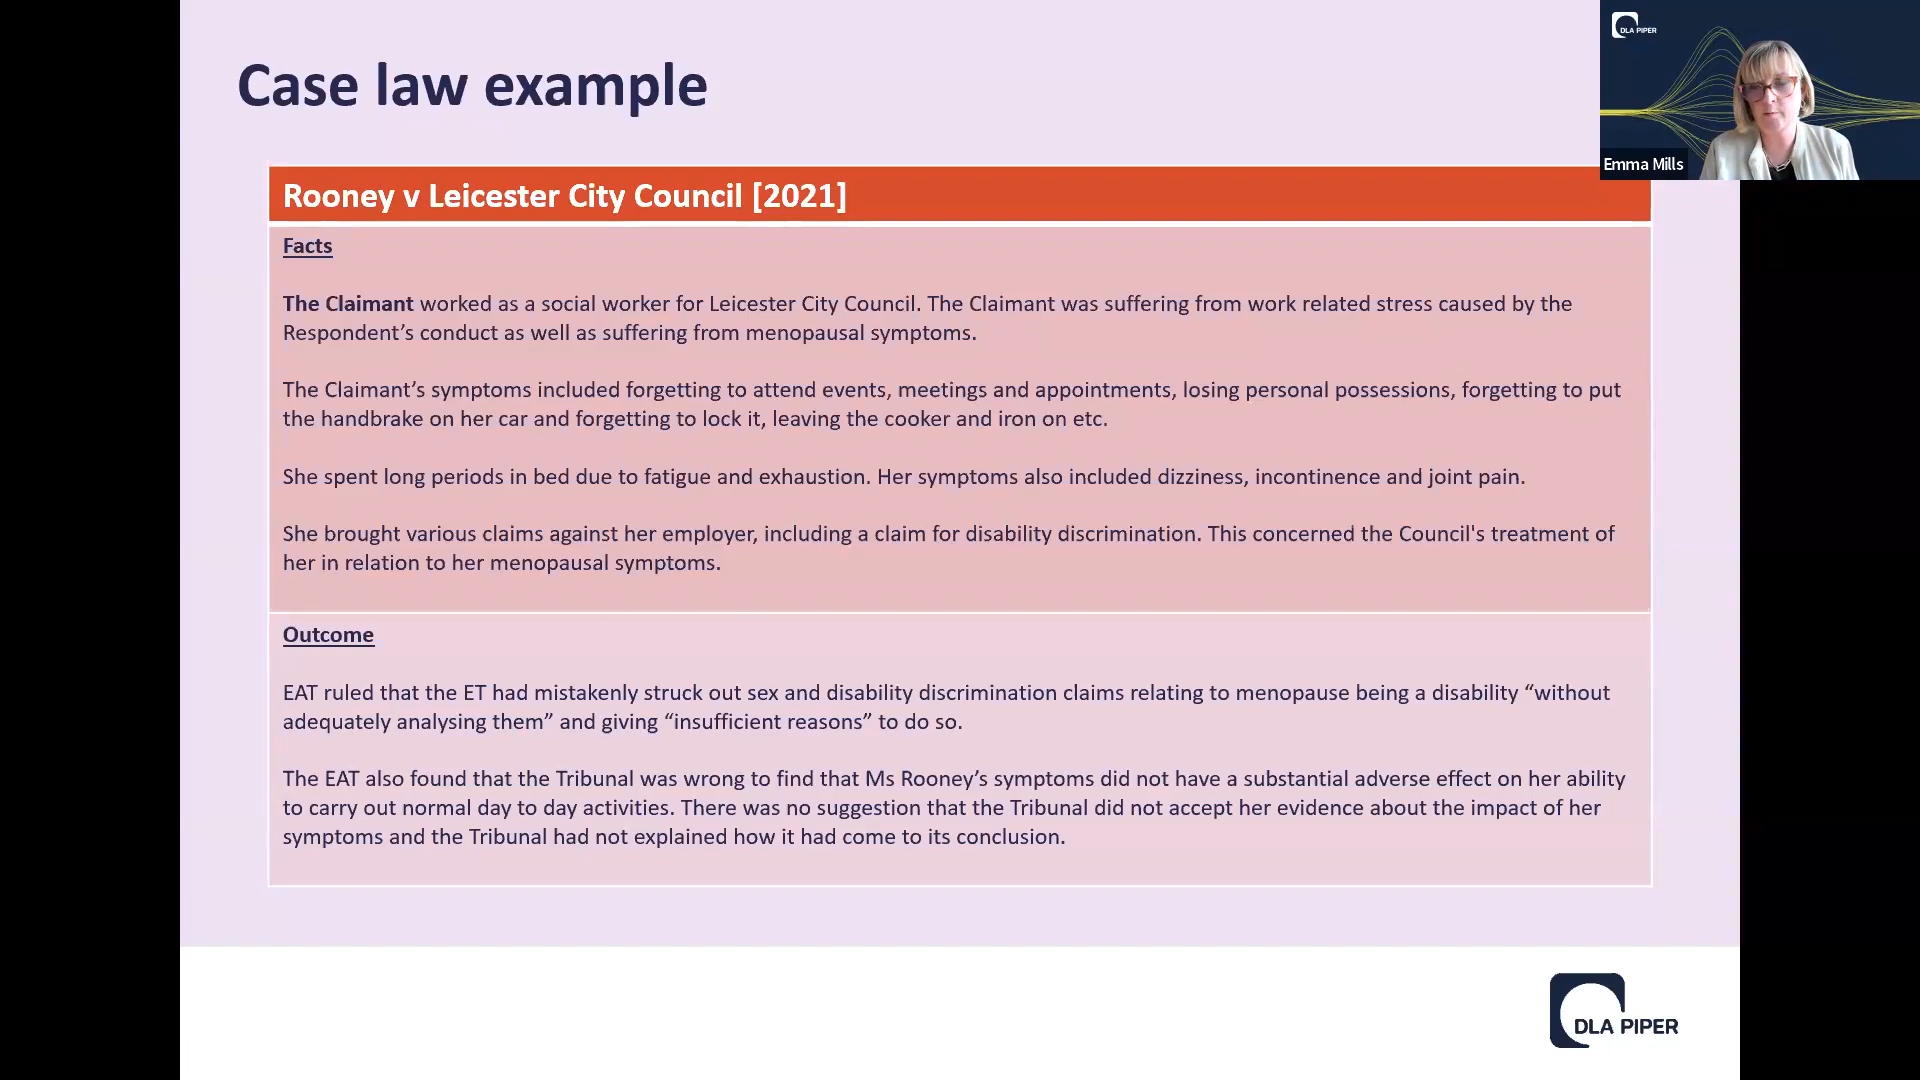 Case law example
DLA PIPER
Emma Mills
Rooney v Leicester City Council [2021]
Facts
The Claimant worked as a social worker for Leicester City Council. The Claimant was suffering from work related stress caused by the
Respondent’s conduct as well as suffering from menopausal symptoms.
The Claimant’s symptoms included forgetting to attend events, meetings and appointments, losing personal possessions, forgetting to put
the handbrake on her car and forgetting to lock it, leaving the cooker and iron on etc.
She spent long periods in bed due to fatigue and exhaustion. Her symptoms also included dizziness, incontinence and joint pain.
She brought various claims against her employer, including a claim for disability discrimination. This concerned the Council's treatment of
her in relation to her menopausal symptoms.
Outcome
EAT ruled that the ET had mistakenly struck out sex and disability discrimination claims relating to menopause being a disability “without
adequately analysing them” and giving “insufficient reasons” to do so.
The EAT also found that the Tribunal was wrong to find that Ms Rooney’s symptoms did not have a substantial adverse effect on her ability
to carry out normal day to day activities. There was no suggestion that the Tribunal did not accept her evidence about the impact of her
symptoms and the Tribunal had not explained how it had come to its conclusion.
DLA PIPER